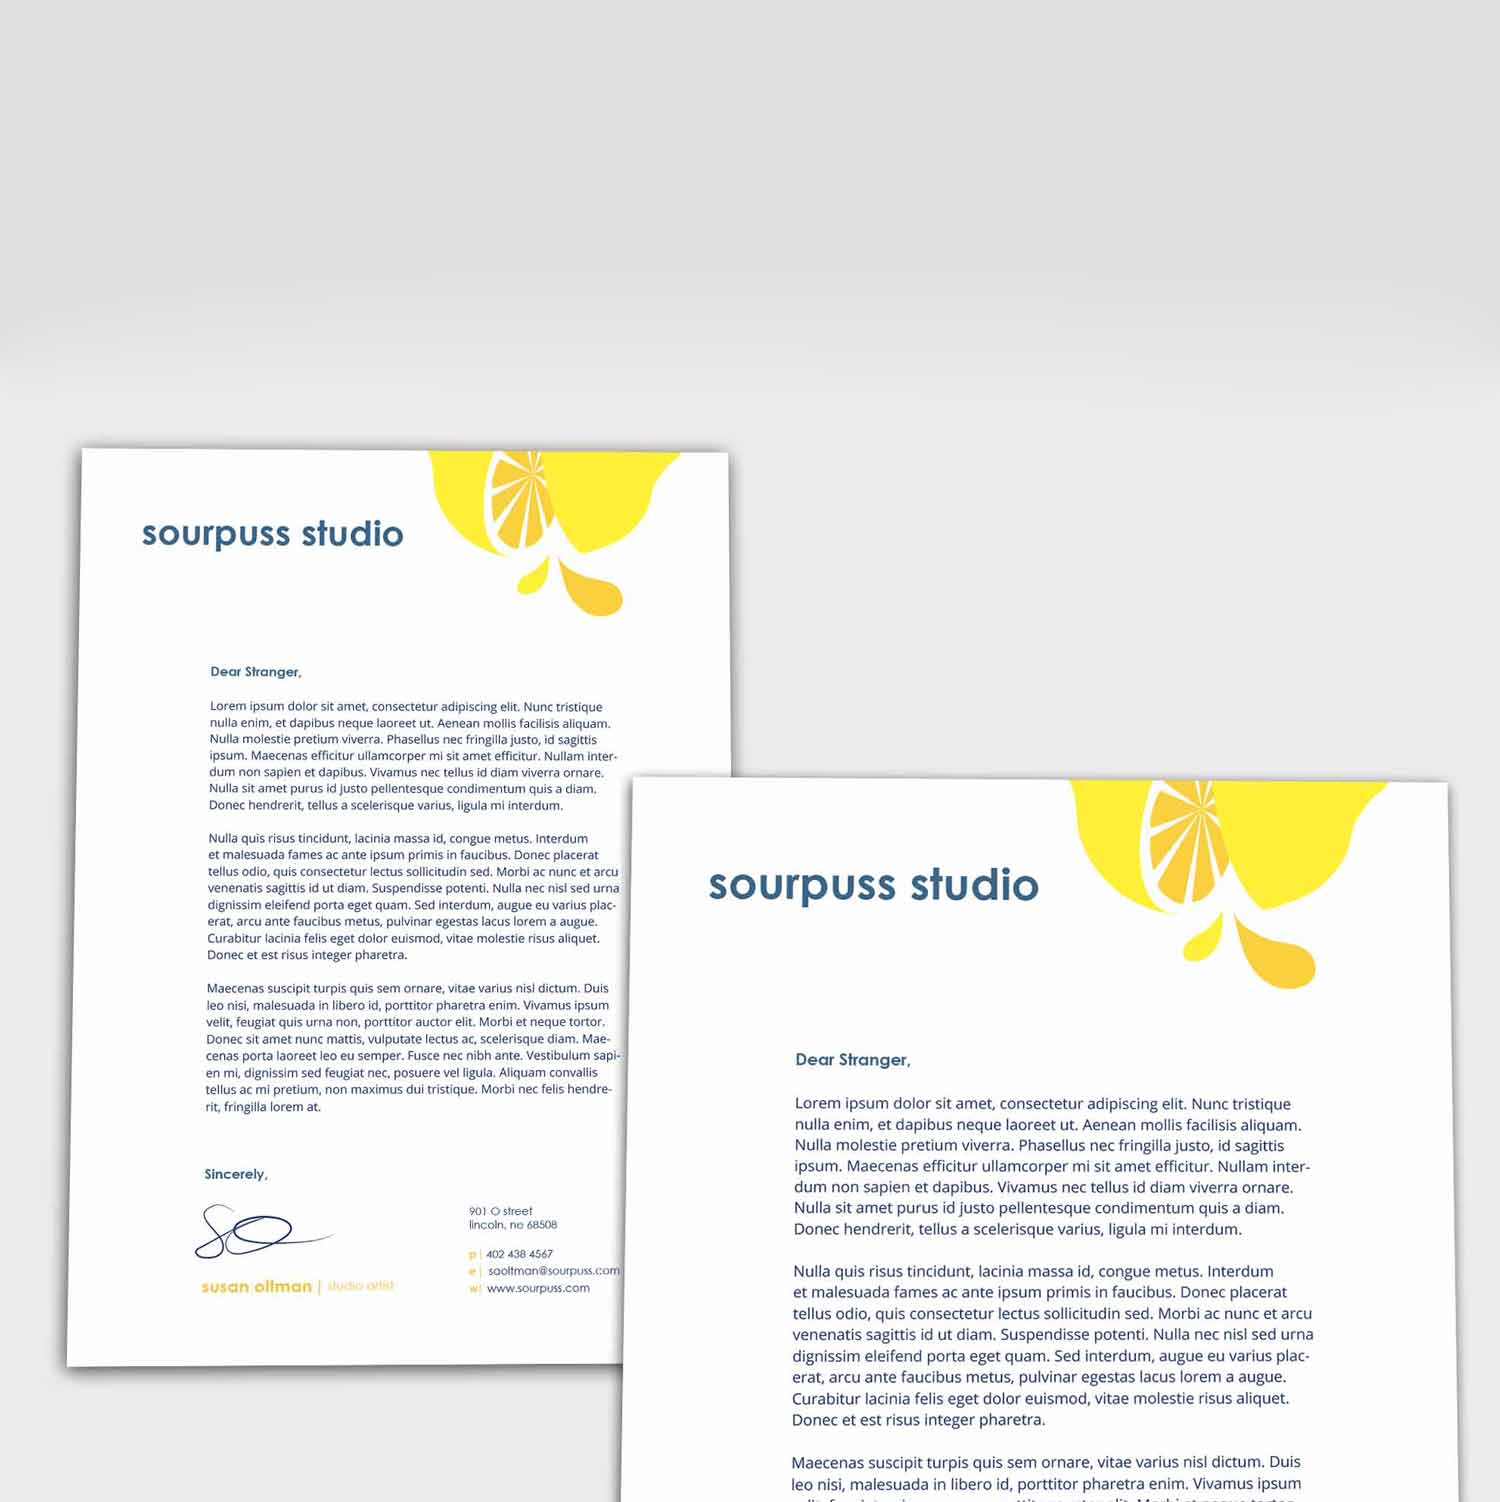 sourpuss studio
Dear Stranger,
Lorem ipsum dolor sit amet, consectetur adipiscing elit. Nunc tristique
nulla enim, et dapibus neque laoreet ut. Aenean mollis facilisis aliquam.
Nulla molestie pretium viverra. Phasellus nec fringilla justo, id sagittis
ipsum. Maecenas efficitur ullamcorper mi sit amet efficitur. Nullam inter-
dum non sapien et dapibus. Vivamus nec tellus id diam viverra ornare.
Nulla sit amet purus id justo pellentesque condimentum quis a diam.
Donec hendrerit, tellus a scelerisque varius, ligula mi interdum.
Nulla quis risus tincidunt, lacinia massa id, congue metus. Interdum
et malesuada fames ac ante ipsum primis in faucibus. Donec placerat
tellus odio, quis consectetur lectus sollicitudin sed. Morbi ac nunc et arcu
venenatis sagittis id ut diam. Suspendisse potenti. Nulla nec nisl sed urna
dignissim eleifend porta eget quam. Sed interdum, augue eu varius plac-
erat, arcu ante faucibus metus, pulvinar egestas lacus lorem a augue.
Curabitur lacinia felis eget dolor euismod, vitae molestie risus aliquet.
Donec et est risus integer pharetra.
Maecenas suscipit turpis quis sem ornare, vitae varius nisl dictum. Duis
leo nisi, malesuada in libero id, porttitor pharetra enim. Vivamus ipsum
velit, feugiat quis urna non, porttitor auctor elit. Morbi et neque tortor.
Donec sit amet nunc mattis, vulputate lectus ac, scelerisque diam. Mae-
cenas porta laoreet leo eu semper. Fusce nec nibh ante. Vestibulum sapi-
en mi, dignissim sed feugiat nec, posuere vel ligula. Aliquam convallis
tellus ac mi pretium, non maximus dui tristique. Morbi nec felis hendre-
rit, fringilla lorem at.
Sincerely,
susan oltman | studio artist
901 O street
lincoln, ne 68508
p| 402 438 4567
e| saoltman@sourpuss.com
w| www.sourpuss.com
sourpuss studio
Dear Stranger,
Lorem ipsum dolor sit amet, consectetur adipiscing elit. Nunc tristique
nulla enim, et dapibus neque laoreet ut. Aenean mollis facilisis aliquam.
Nulla molestie pretium viverra. Phasellus nec fringilla justo, id sagittis
ipsum. Maecenas efficitur ullamcorper mi sit amet efficitur. Nullam inter-
dum non sapien et dapibus. Vivamus nec tellus id diam viverra ornare.
Nulla sit amet purus id justo pellentesque condimentum quis a diam.
Donec hendrerit, tellus a scelerisque varius, ligula mi interdum.
Nulla quis risus tincidunt, lacinia massa id, congue metus. Interdum
et malesuada fames ac ante ipsum primis in faucibus. Donec placerat
tellus odio, quis consectetur lectus sollicitudin sed. Morbi ac nunc et arcu
venenatis sagittis id ut diam. Suspendisse potenti. Nulla nec nisl sed urna
dignissim eleifend porta eget quam. Sed interdum, augue eu varius plac-
erat, arcu ante faucibus metus, pulvinar egestas lacus lorem a augue.
Curabitur lacinia felis eget dolor euismod, vitae molestie risus aliquet.
Donec et est risus integer pharetra.
Maecenas suscipit turpis quis sem ornare, vitae varius nisl dictum. Duis
leo nisi, malesuada in libero id, porttitor pharetra enim. Vivamus ipsum